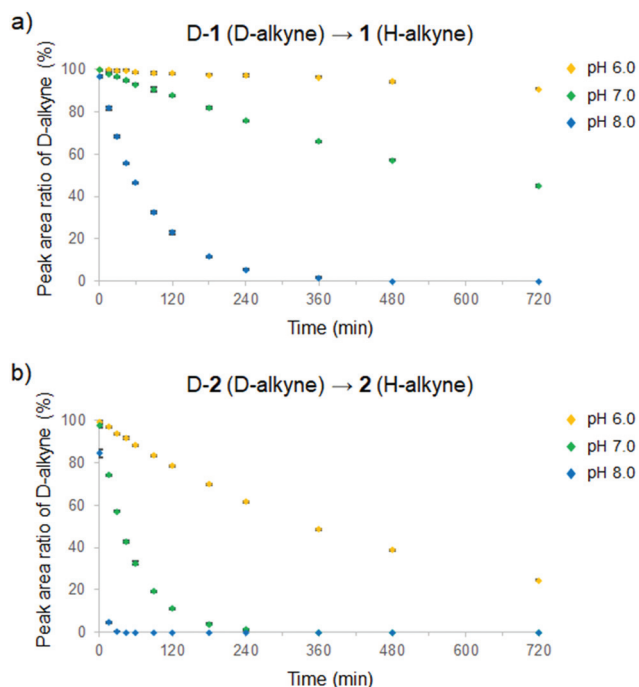 a)
D-1 (D-alkyne) → 1 (H-alkyne)
Peak area ratio of D-alkyne (%)
100
80
60
40
20
0
0 120 240 360 480 600 720
Time (min)
pH 6.0
pH 7.0
pH 8.0
b)
D-2 (D-alkyne) → 2 (H-alkyne)
Peak area ratio of D-alkyne (%)
100
80
60
40
20
0
0 120 240 360 480 600 720
Time (min)
pH 6.0
pH 7.0
pH 8.0